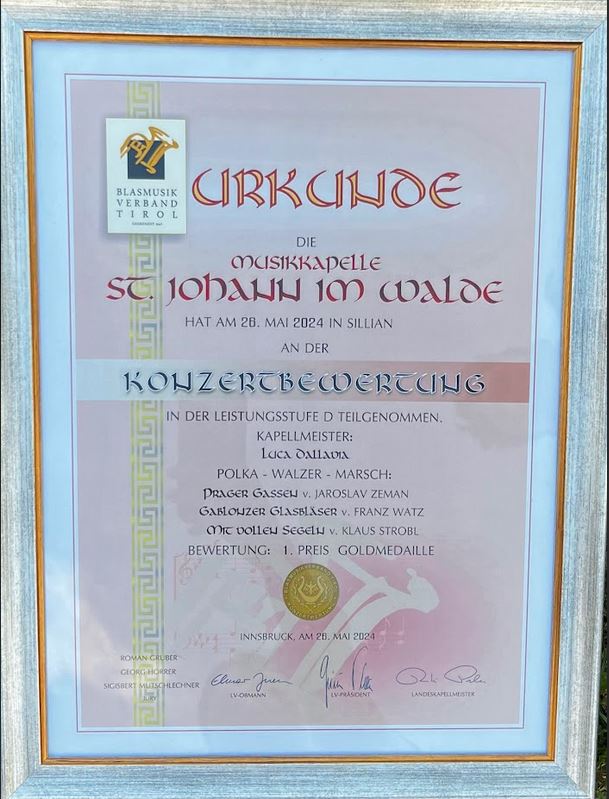 BLASMUSIK
VERBAND
TIROL
URKUNDE
DIE
MUSIKKAPELLE
ST. JOHANN IM WALDE
HAT AM 26. MAI 2024 IN SILLIAN
AN DER
KONZERTBEWERTUNG
IN DER LEISTUNGSSTUFE D TEILGENOMMEN.
KAPELLMEISTER:
Luca Dallavia
POLKA - WALZER - MARSCH:
Prager Gassen v. JAROSLAV ZEMAN
Gablonzer Glasbläser v. FRANZ WATZ
Mit vollen Segeln v. KLAUS STROBL
BEWERTUNG: 1. PREIS GOLDMEDAILLE
INNSBRUCK, AM 26. MAI 2024
ROMAN GRUBER
GEORG HORRER
SIGISBERT MUTSCHLECHNER
JURY
LV-OBMANN
LV-PRÄSIDENT
LANDESKAPELLMEISTER